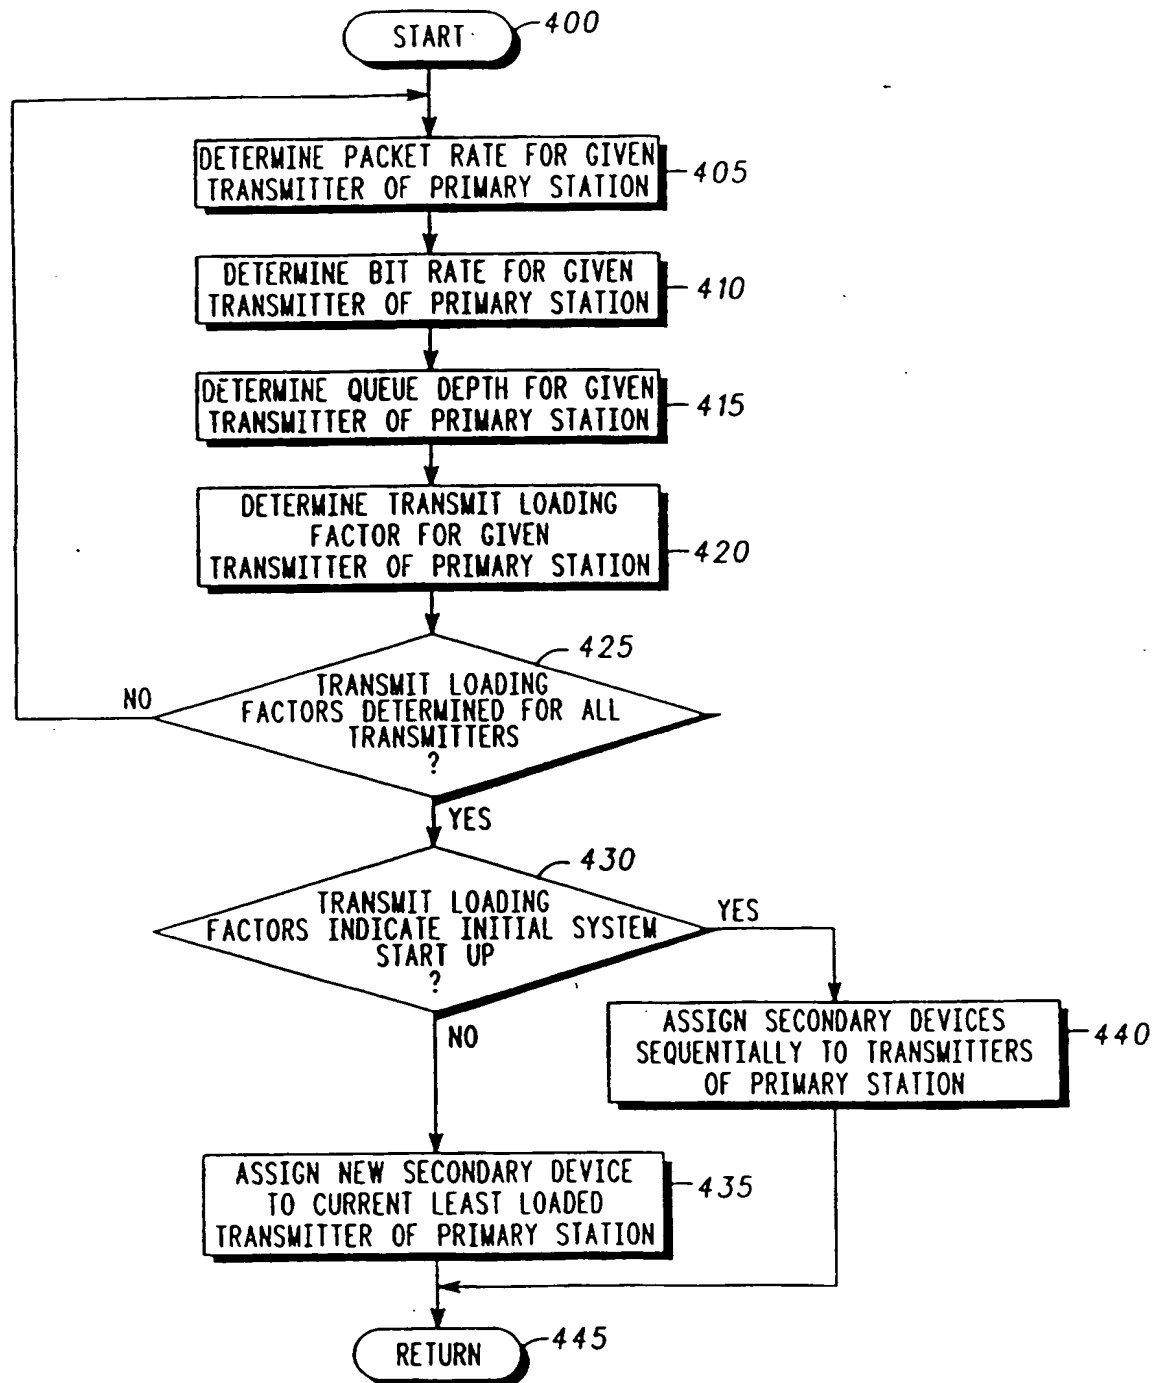 START
400
DETERMINE PACKET RATE FOR GIVEN
TRANSMITTER OF PRIMARY STATION
405
DETERMINE BIT RATE FOR GIVEN
TRANSMITTER OF PRIMARY STATION
410
DETERMINE QUEUE DEPTH FOR GIVEN
TRANSMITTER OF PRIMARY STATION
415
DETERMINE TRANSMIT LOADING
FACTOR FOR GIVEN
TRANSMITTER OF PRIMARY STATION
420
425
TRANSMIT LOADING
FACTORS DETERMINED FOR ALL
TRANSMITTERS
?
NO
YES
430
TRANSMIT LOADING
FACTORS INDICATE INITIAL SYSTEM
START UP
?
YES
NO
ASSIGN SECONDARY DEVICES
SEQUENTIALLY TO TRANSMITTERS
OF PRIMARY STATION
440
ASSIGN NEW SECONDARY DEVICE
TO CURRENT LEAST LOADED
TRANSMITTER OF PRIMARY STATION
435
RETURN
445